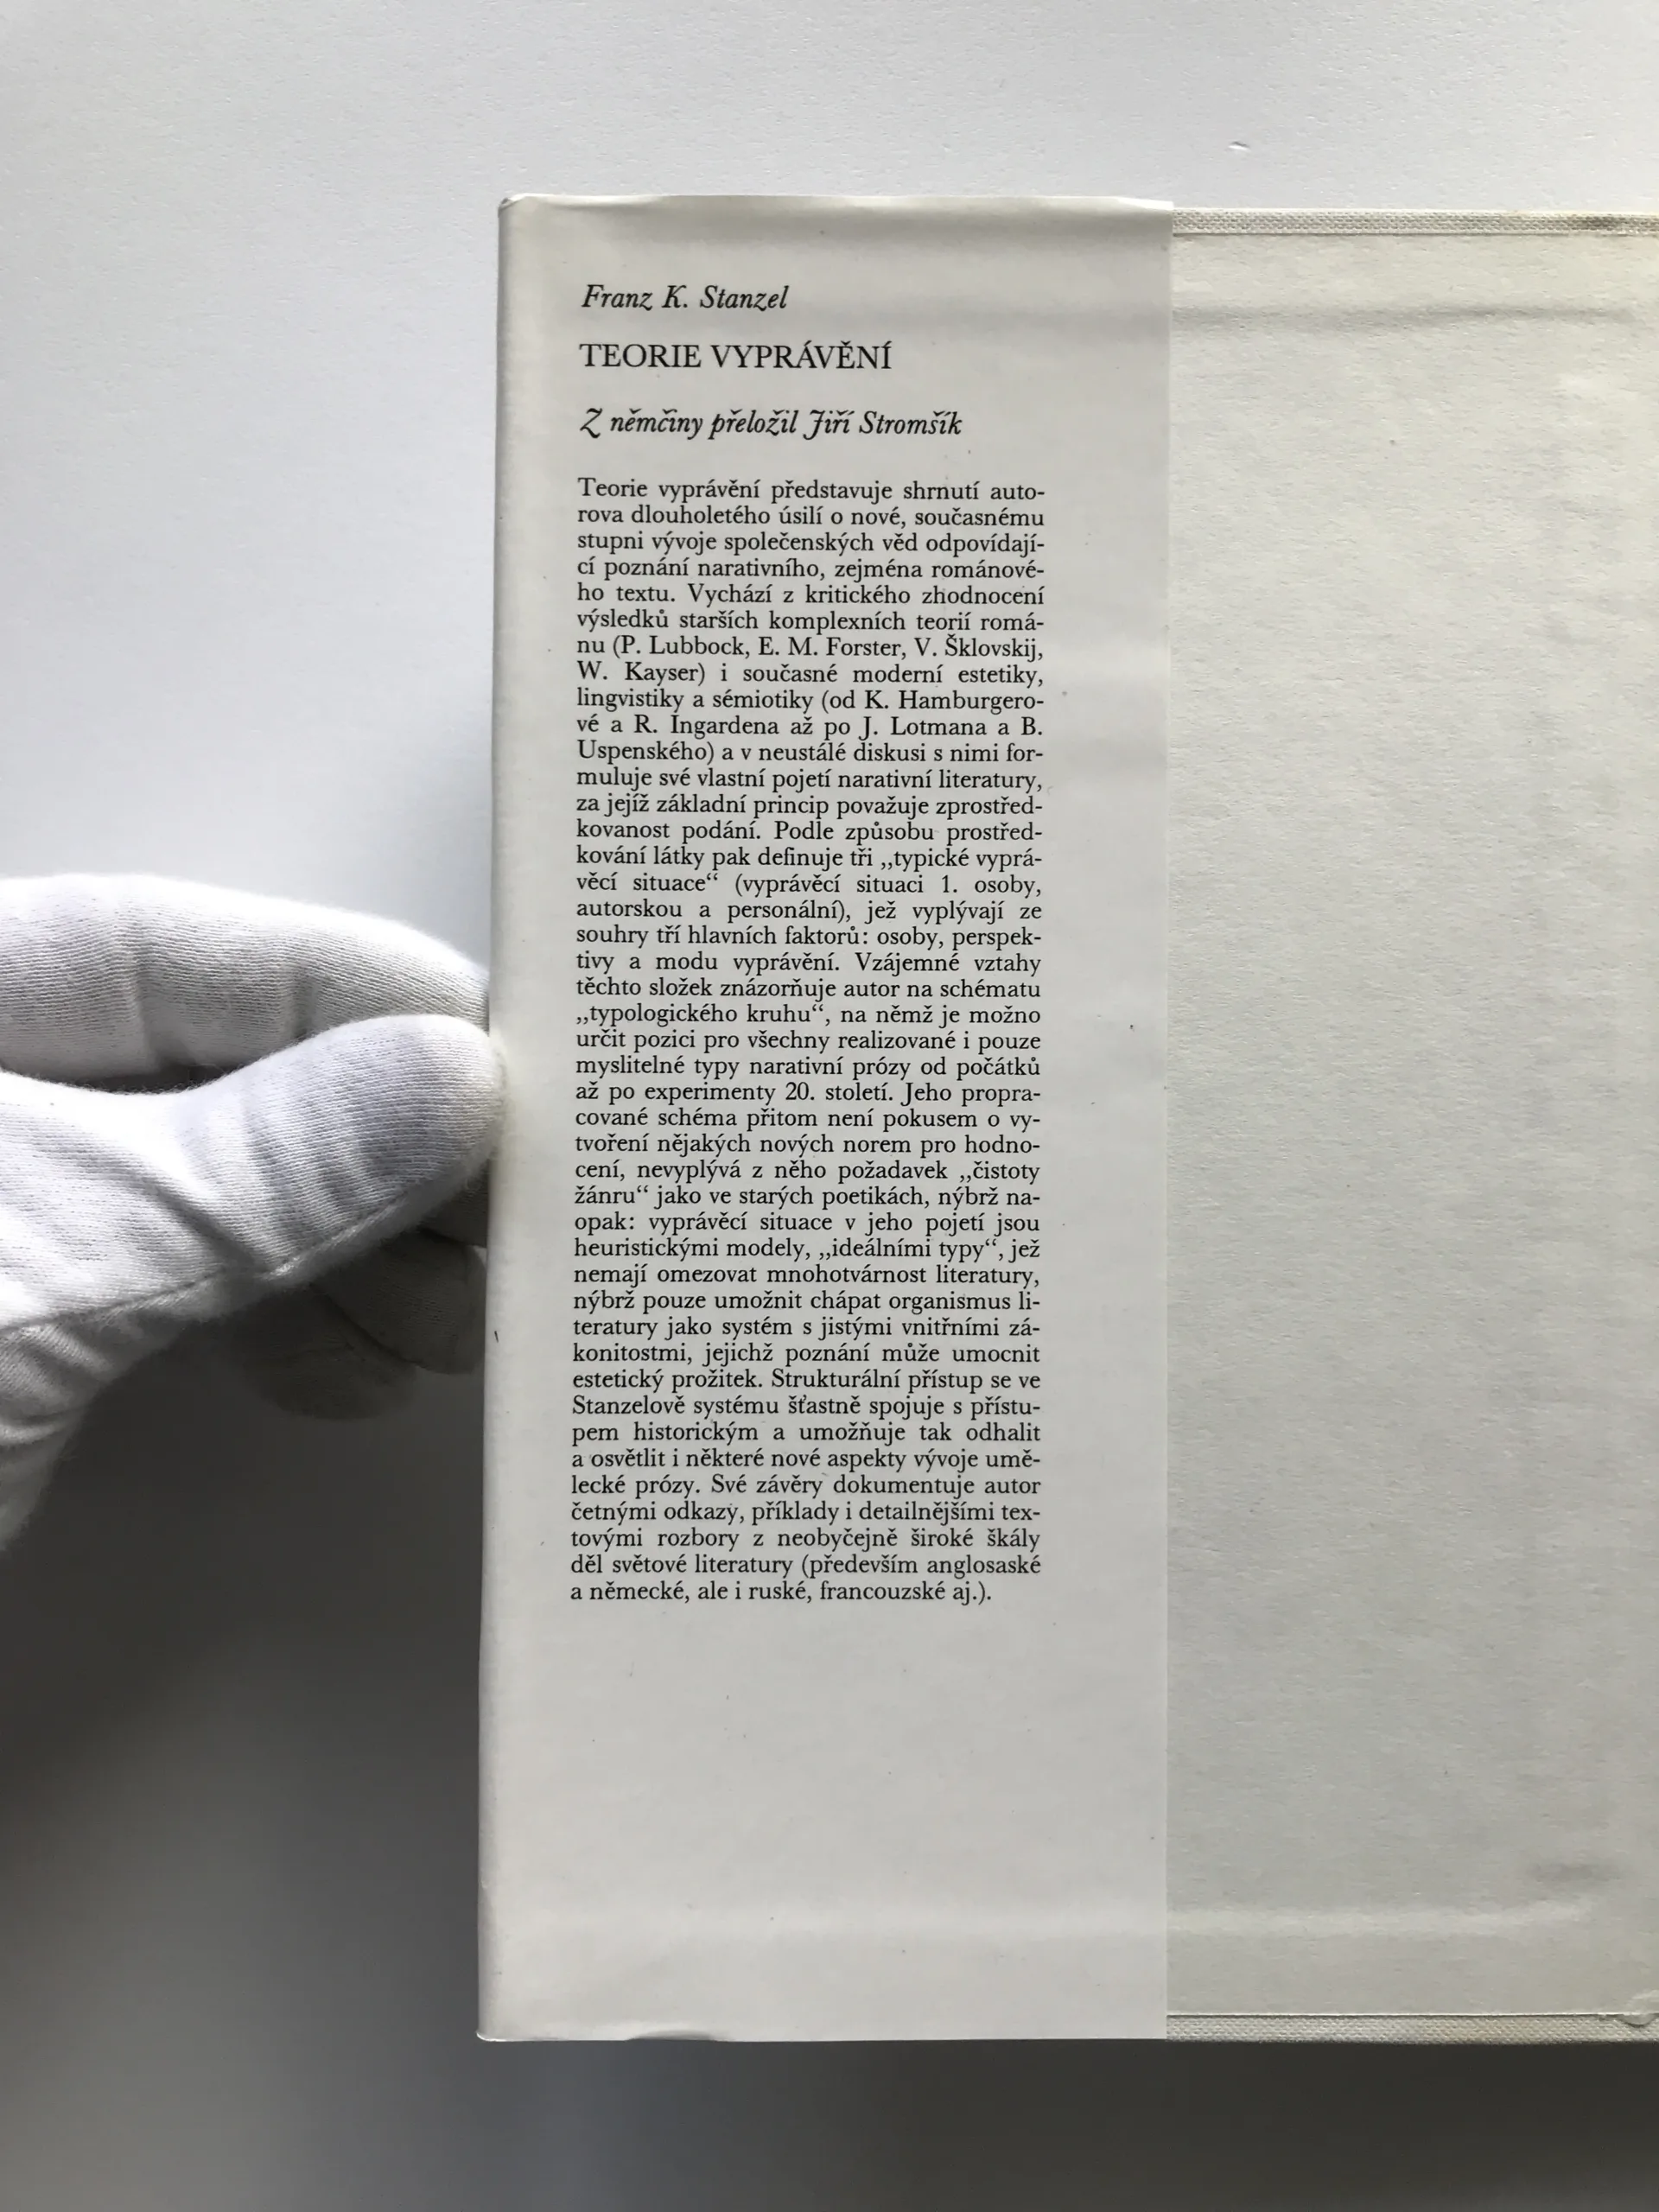 Franz K. Stanzel
TEORIE VYPRÁVĚNÍ
Z němčiny přeložil Jiří Stromšík
Teorie vyprávění představuje shrnutí auto-
rova dlouholetého úsilí o nové, současnému
stupni vývoje společenských věd odpovídají-
cí poznání narativního, zejména románové-
ho textu. Vychází z kritického zhodnocení
výsledků starších komplexních teorií romá-
nu (P. Lubbock, E. M. Forster, V. Šklovskij,
W. Kayser) i současné moderní estetiky,
lingvistiky a sémiotiky (od K. Hamburgero-
vé a R. Ingardena až po J. Lotmana a B.
Uspenského) a v neustálé diskusi s nimi for-
muluje své vlastní pojetí narativní literatury,
za jejíž základní princip považuje zprostřed-
kovanost podání. Podle způsobu prostřed-
kování látky pak definuje tři ,,typické vyprá-
věcí situace“ (vyprávěcí situaci 1. osoby,
autorskou a personální), jež vyplývají ze
souhry tří hlavních faktorů: osoby, perspek-
tivy a modu vyprávění. Vzájemné vztahy
těchto složek znázorňuje autor na schématu
,,typologického kruhu“, na němž je možno
určit pozici pro všechny realizované i pouze
myslitelné typy narativní prózy od počátků
až po experimenty 20. století. Jeho propra-
cované schéma přitom není pokusem o vy-
tvoření nějakých nových norem pro hodno-
cení, nevyplývá z něho požadavek ,,čistoty
žánru“ jako ve starých poetikách, nýbrž na-
opak: vyprávěcí situace v jeho pojetí jsou
heuristickými modely, ,,ideálními typy“, jež
nemají omezovat mnohotvárnost literatury,
nýbrž pouze umožnit chápat organismus li-
teratury jako systém s jistými vnitřními zá-
konitostmi, jejichž poznání může umocnit
estetický prožitek. Strukturální přístup se ve
Stanzelově systému šťastně spojuje s přístu-
pem historickým a umožňuje tak odhalit
a osvětlit i některé nové aspekty vývoje umě-
lecké prózy. Své závěry dokumentuje autor
četnými odkazy, příklady i detailnějšími tex-
tovými rozbory z neobyčejně široké škály
děl světové literatury (především anglosaské
a německé, ale i ruské, francouzské aj.).